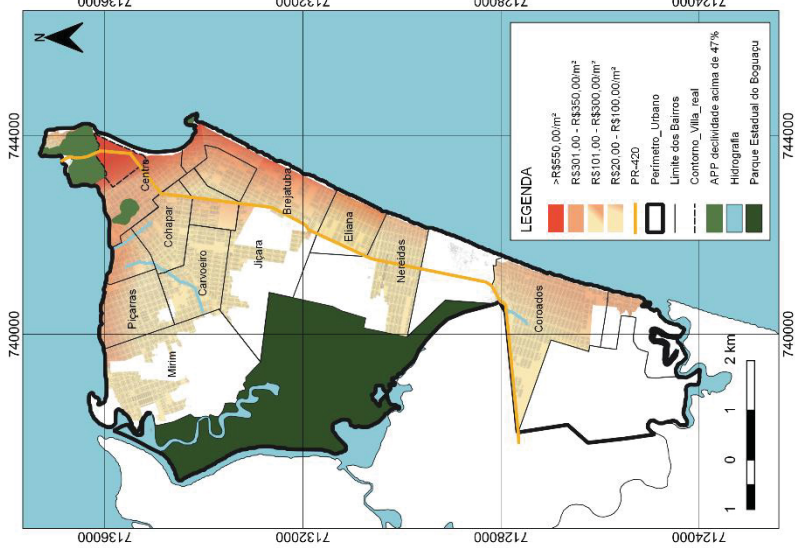 7136000
7132000
7128000
7124000
N
744000
740000
744000
740000
Centro
Cohapar
Piçarras
Carvoeiro
Mirim
Jiçara
Brejatuba
Eliana
Nereidas
Coroados
LEGENDA
>R$550,00/m²
R$301,00 - R$350,00/m²
R$101,00 - R$300,00/m²
R$20,00 - R$100,00/m²
PR-420
Perímetro_Urbano
Limite dos Bairros
Contorno_Villa_real
APP declividade acima de 47%
Hidrografia
Parque Estadual do Boguaçu
1 0 1 2 km
7136000
7132000
7128000
7124000